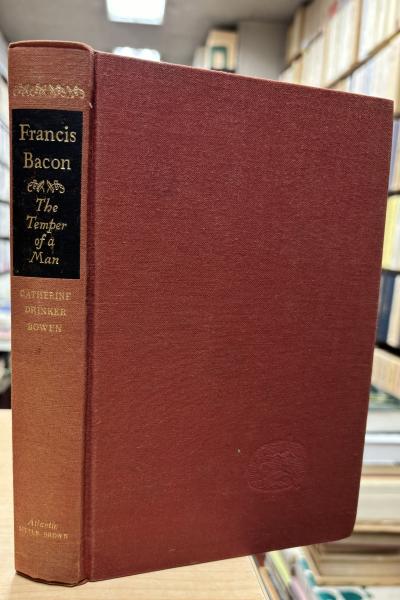 Francis
Bacon
The
Temper
of a
Man
CATHERINE
DRINKER
BOWEN
Atlantic
LITTLE·BROWN